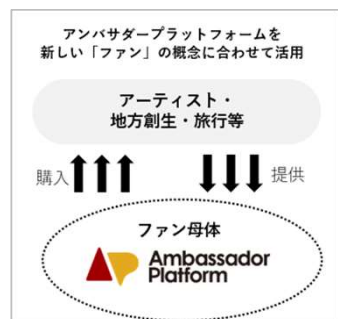 アンバサダープラットフォームを
新しい「ファン」の概念に合わせて活用
アーティスト・
地方創生・旅行等
購入
提供
ファン母体
Ambassador
Platform